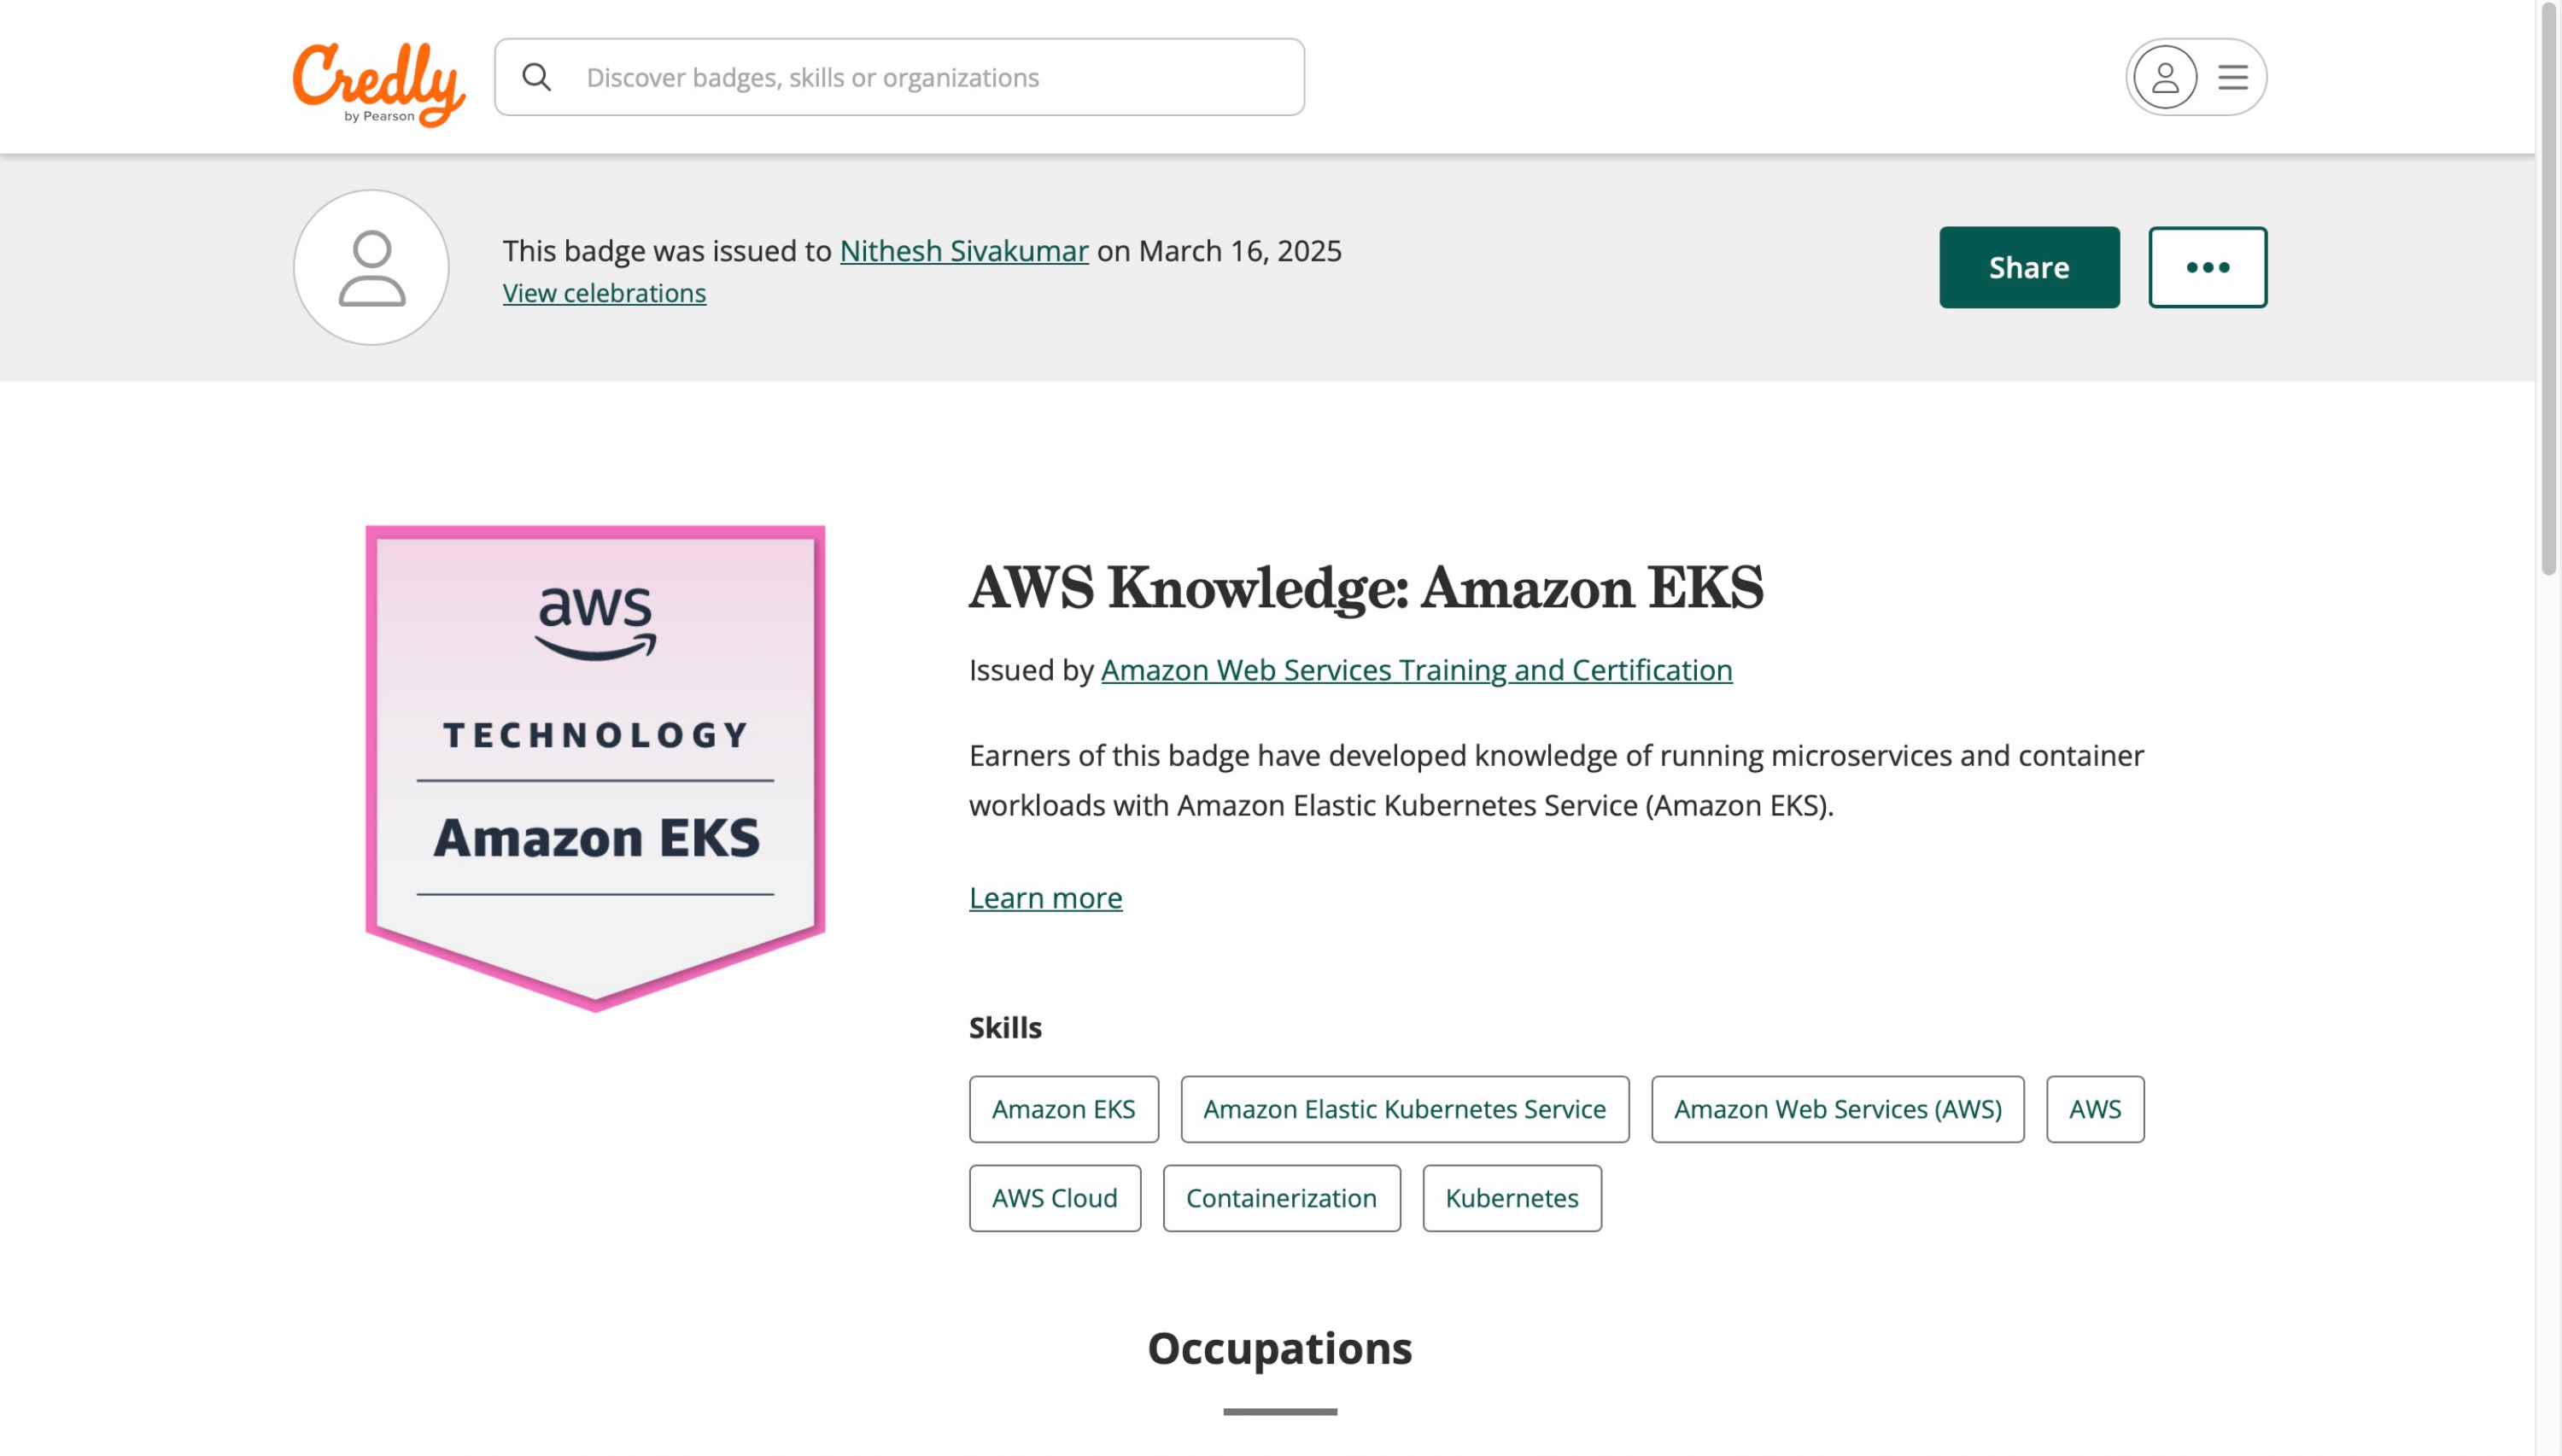 Credly
by Pearson
Discover badges, skills or organizations
This badge was issued to Nithesh Sivakumar on March 16, 2025
View celebrations
Share
aws
TECHNOLOGY
Amazon EKS
AWS Knowledge: Amazon EKS
Issued by Amazon Web Services Training and Certification
Earners of this badge have developed knowledge of running microservices and container
workloads with Amazon Elastic Kubernetes Service (Amazon EKS).
Learn more
Skills
Amazon EKS
Amazon Elastic Kubernetes Service
Amazon Web Services (AWS)
AWS
AWS Cloud
Containerization
Kubernetes
Occupations